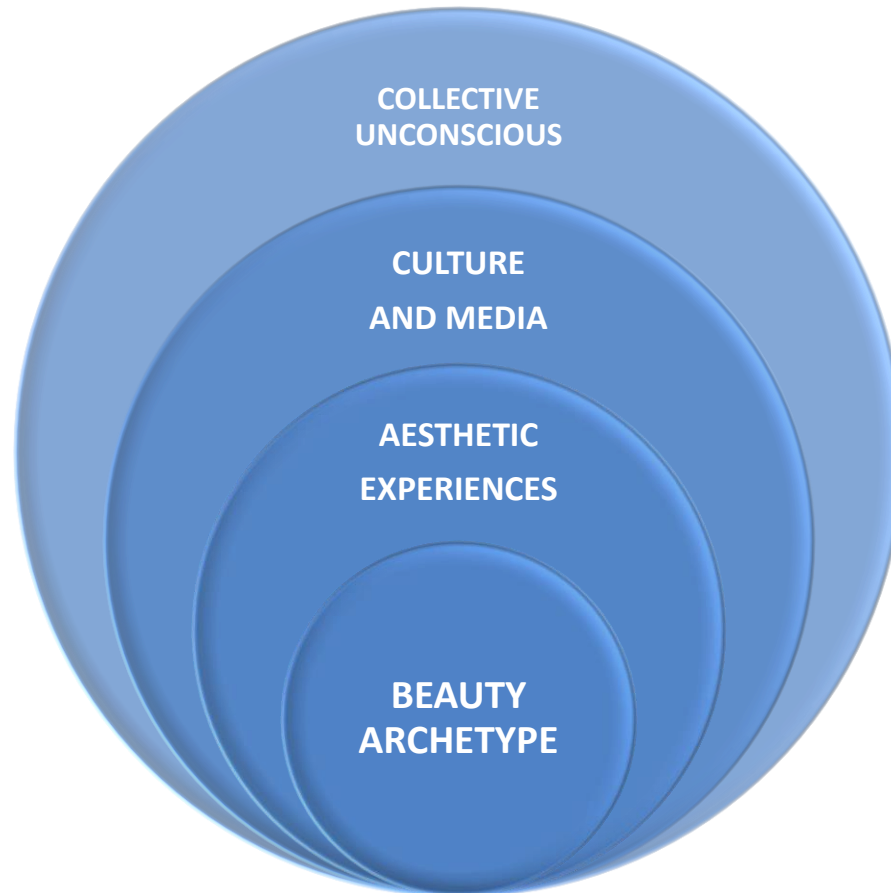 COLLECTIVE
UNCONSCIOUS
CULTURE
AND MEDIA
AESTHETIC
EXPERIENCES
BEAUTY
ARCHETYPE